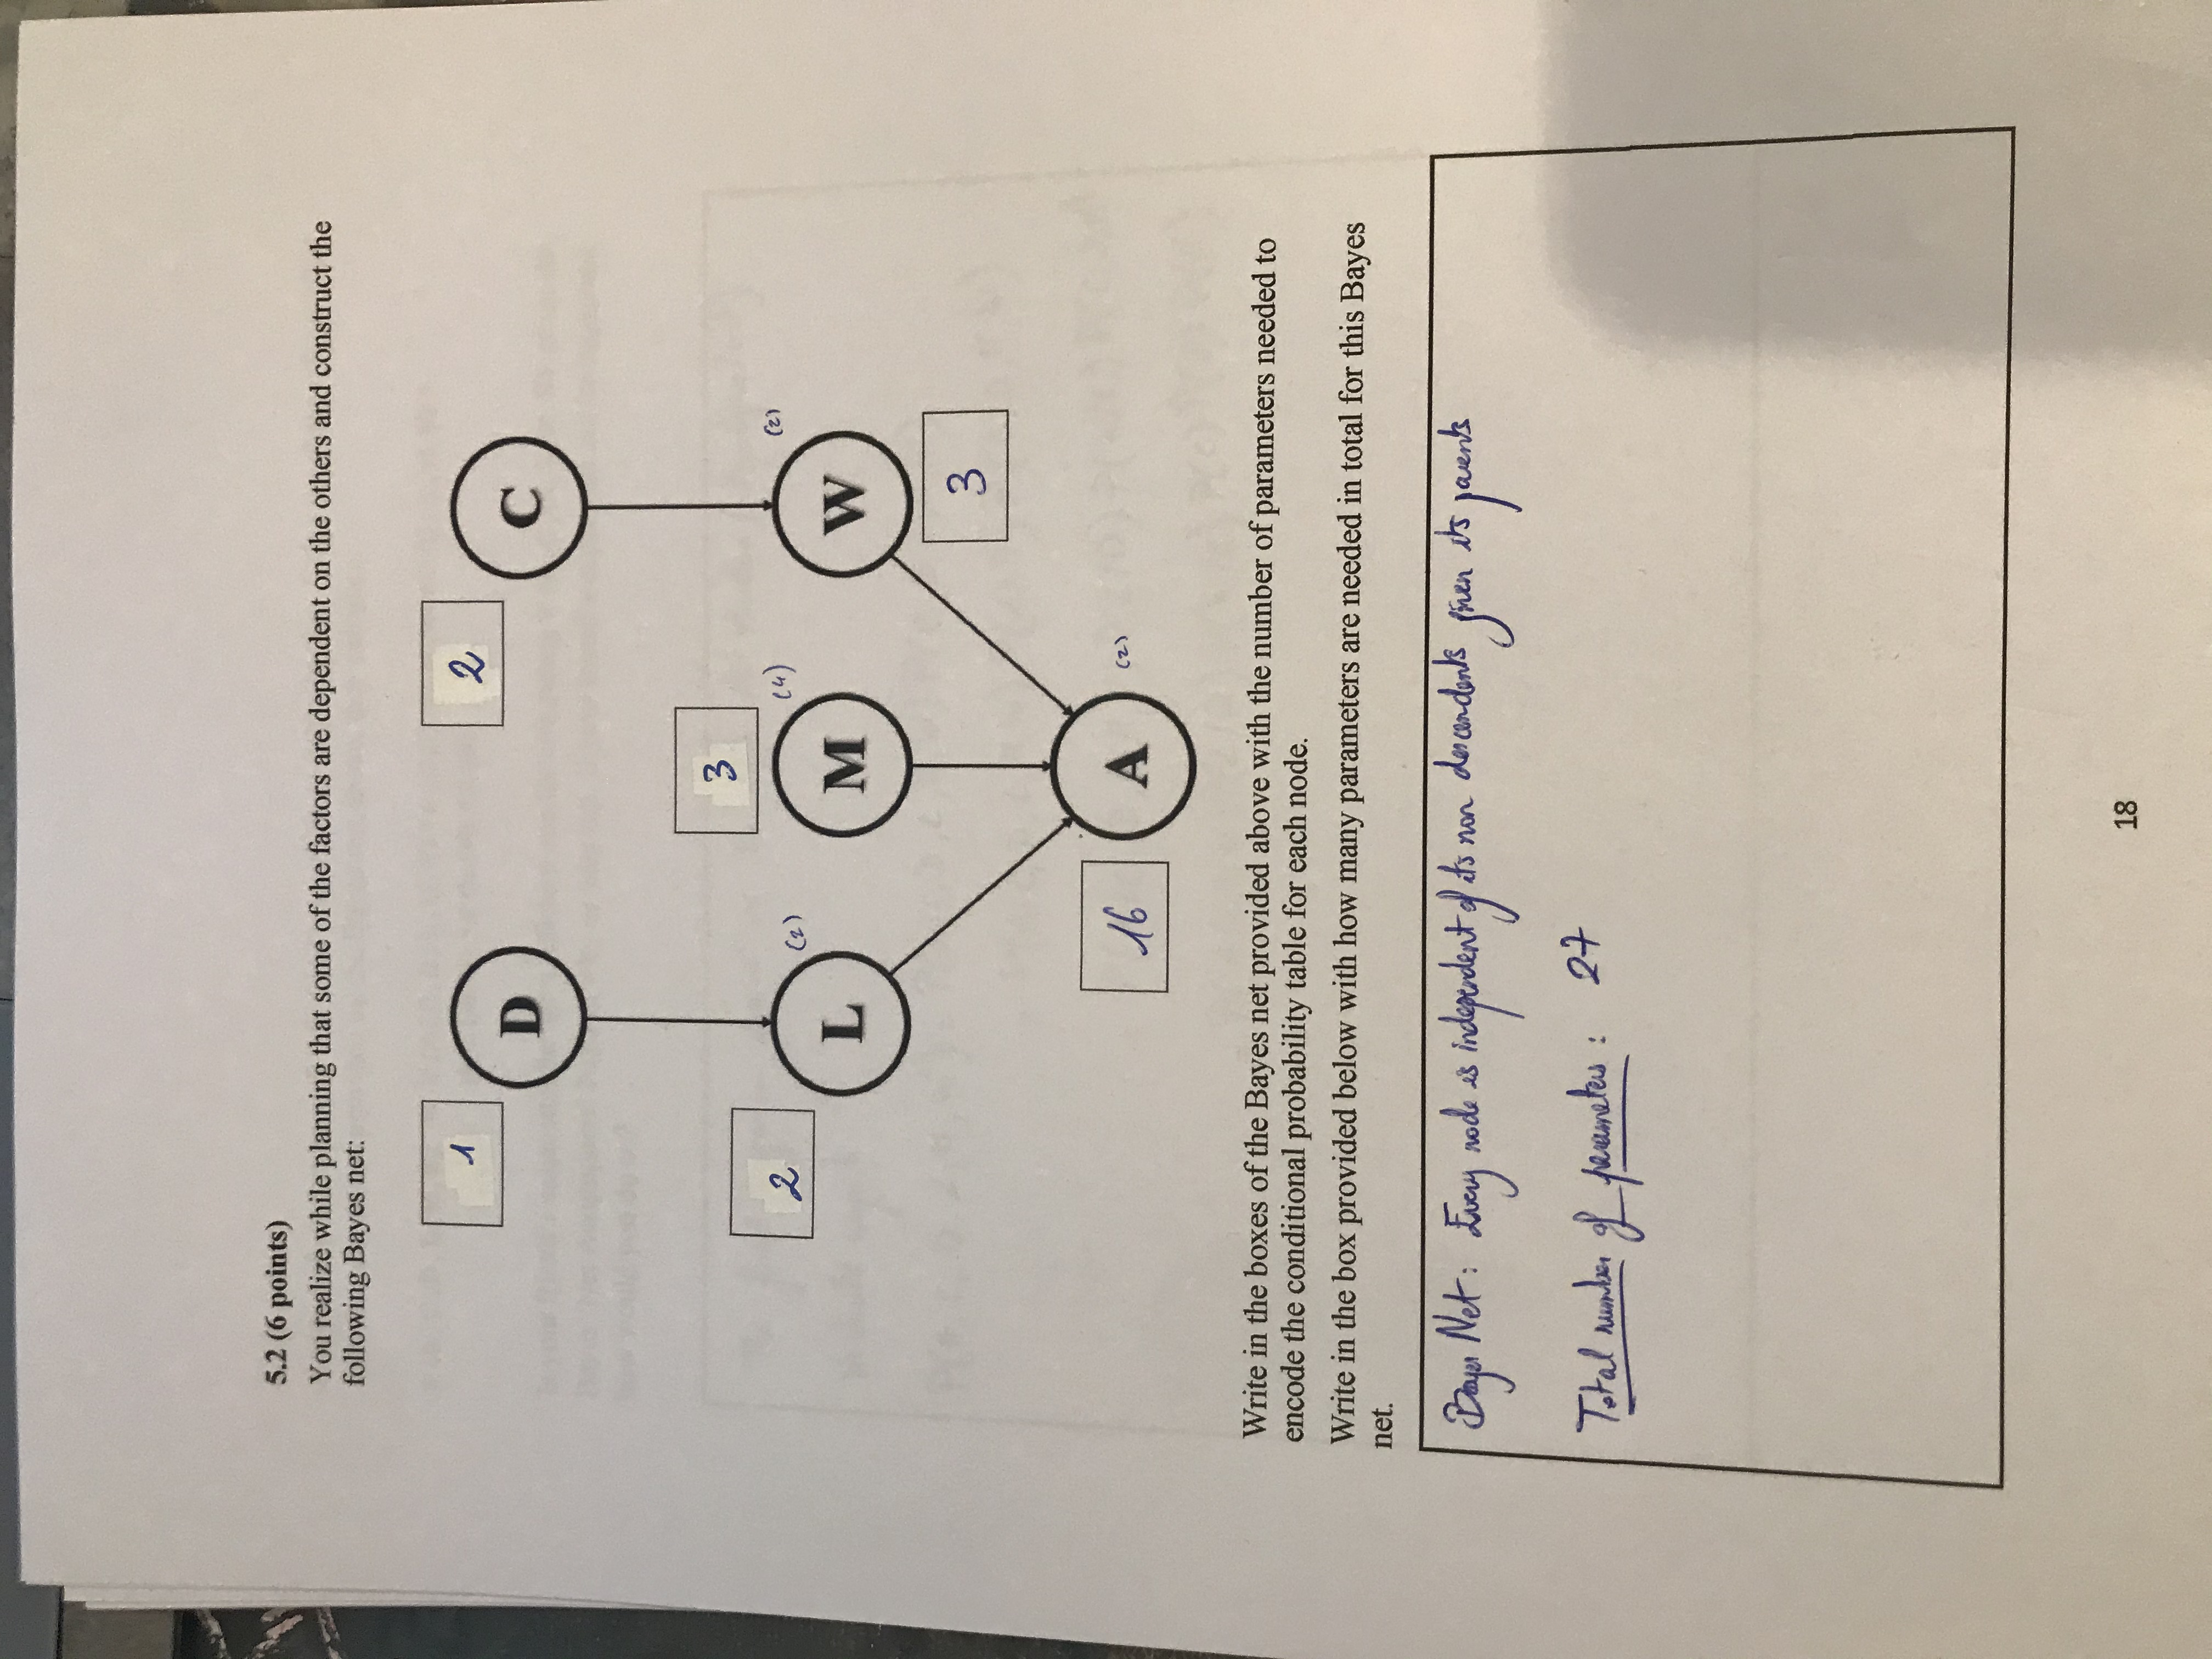 5.2 (6 points)
You realize while planning that some of the factors are dependent on the others and construct the
following Bayes net:
1
D
2
C
3
2
L
(2)
M
(4)
W
(2)
3
16
A
(2)
Write in the boxes of the Bayes net provided above with the number of parameters needed to
encode the conditional probability table for each node.
Write in the box provided below with how many parameters are needed in total for this Bayes
net.
Bayes Net: Every node is independent of its non descendents given its parents
Total number of parameters : 27
18